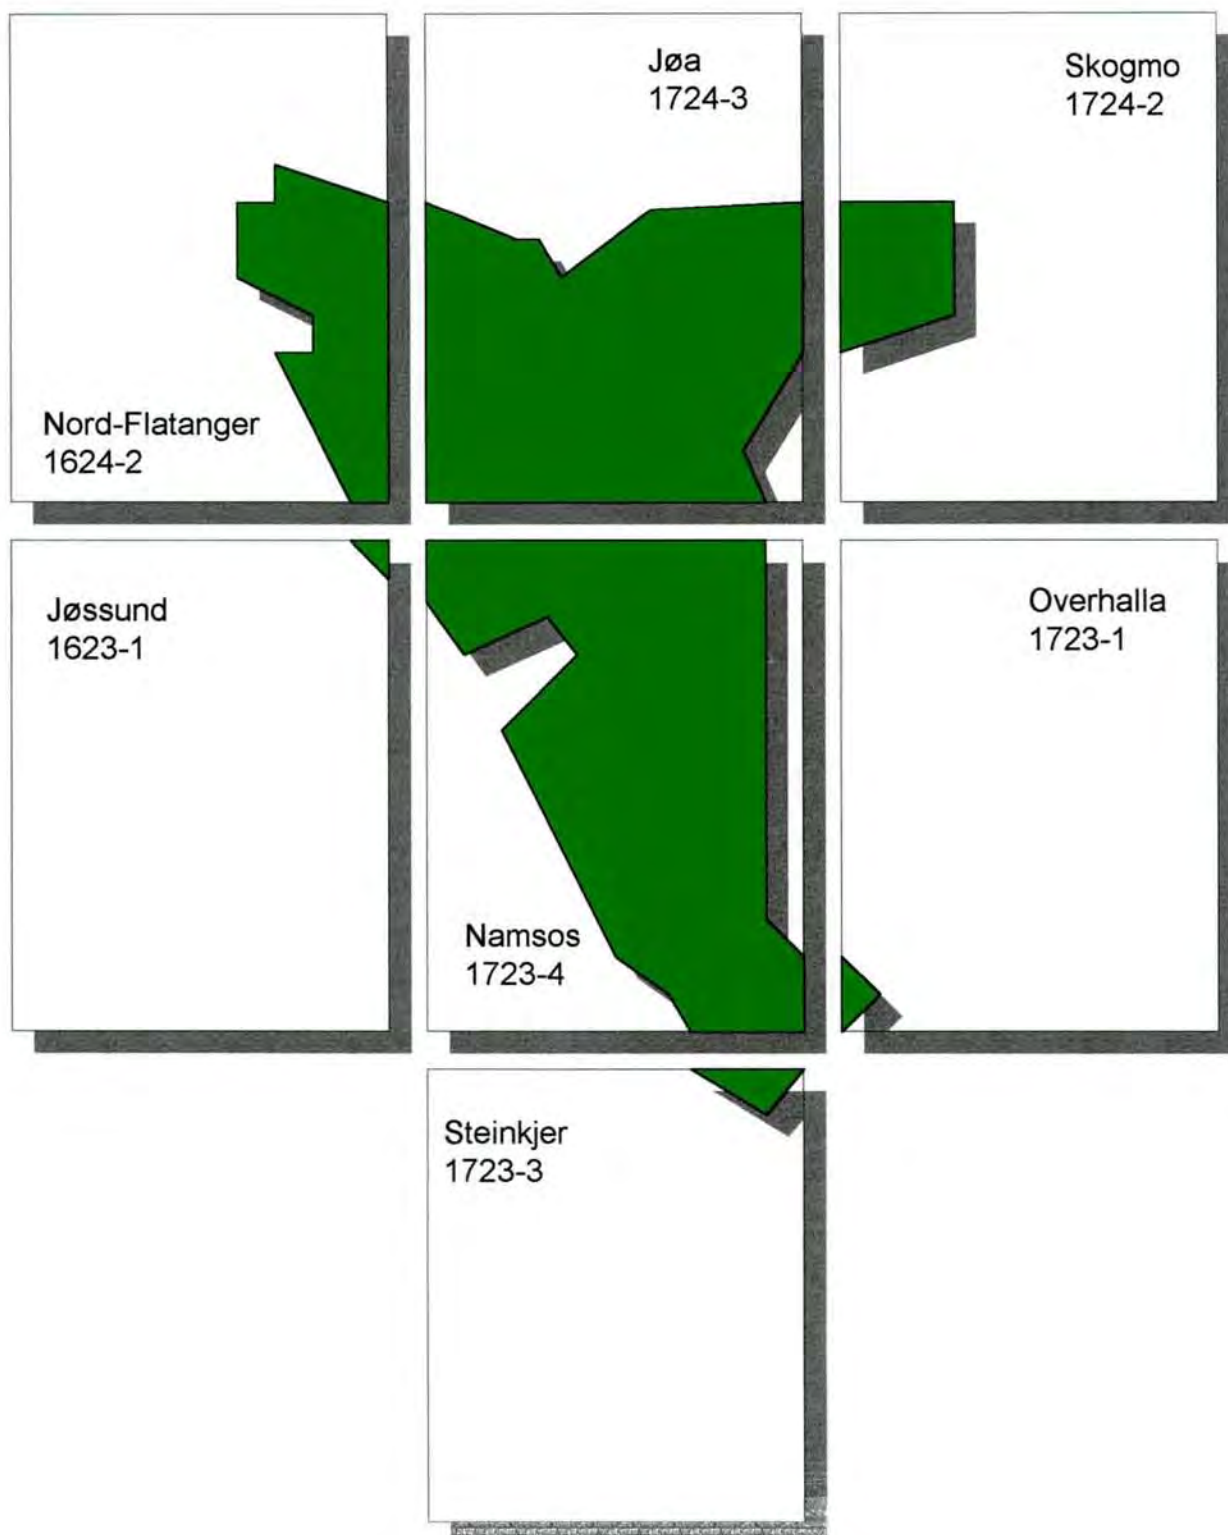 Jøa
1724-3
Skogmo
1724-2
Nord-Flatanger
1624-2
Jøssund
1623-1
Overhalla
1723-1
Namsos
1723-4
Steinkjer
1723-3